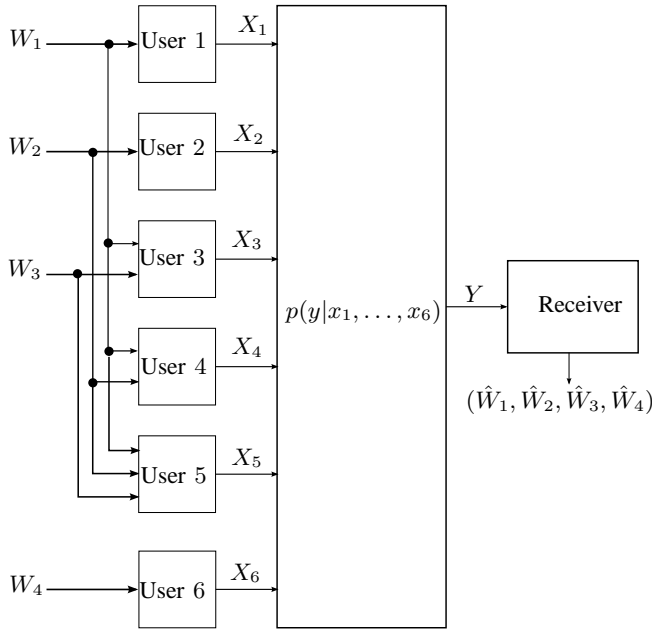 W₁
User 1
X₁
W₂
User 2
X₂
W₃
User 3
X₃
User 4
X₄
User 5
X₅
W₄
User 6
X₆
p(y|x₁, . . . , x₆)
Y
Receiver
(Ŵ₁, Ŵ₂, Ŵ₃, Ŵ₄)